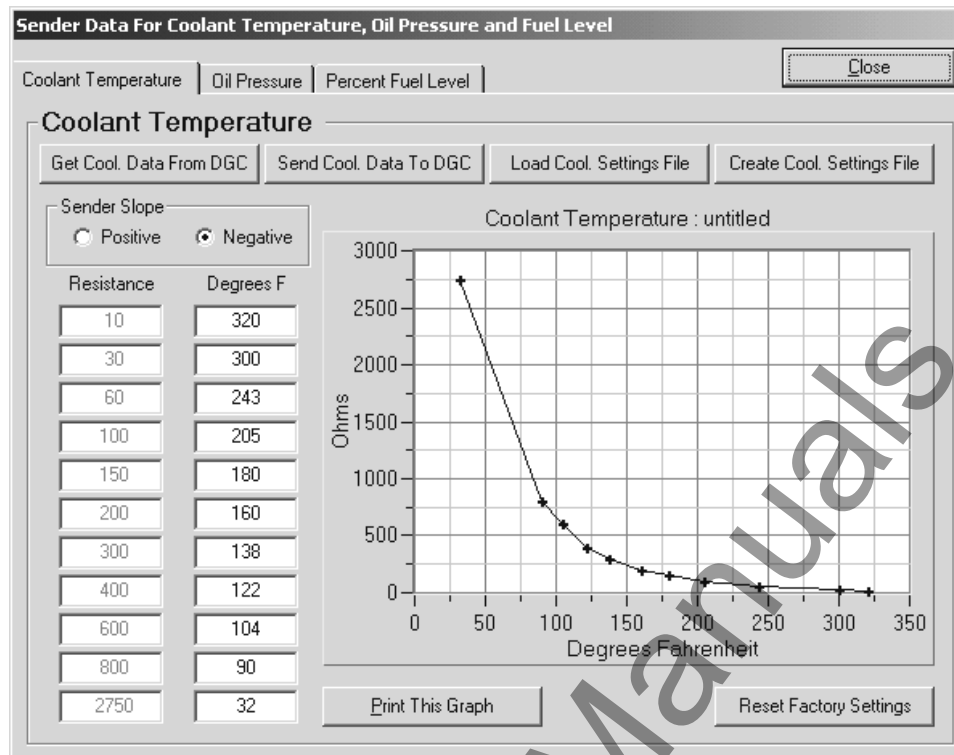 Sender Data For Coolant Temperature, Oil Pressure and Fuel Level
Close
Coolant Temperature Oil Pressure Percent Fuel Level
Coolant Temperature
Get Cool. Data From DGC Send Cool. Data To DGC Load Cool. Settings File Create Cool. Settings File
Sender Slope
Positive Negative
Resistance Degrees F
10 320
30 300
60 243
100 205
150 180
200 160
300 138
400 122
600 104
800 90
2750 32
Coolant Temperature : untitled
3000
2500
2000
1500
1000
500
0
Ohms
0 50 100 150 200 250 300 350
Degrees Fahrenheit
Print This Graph Reset Factory Settings
Manuals